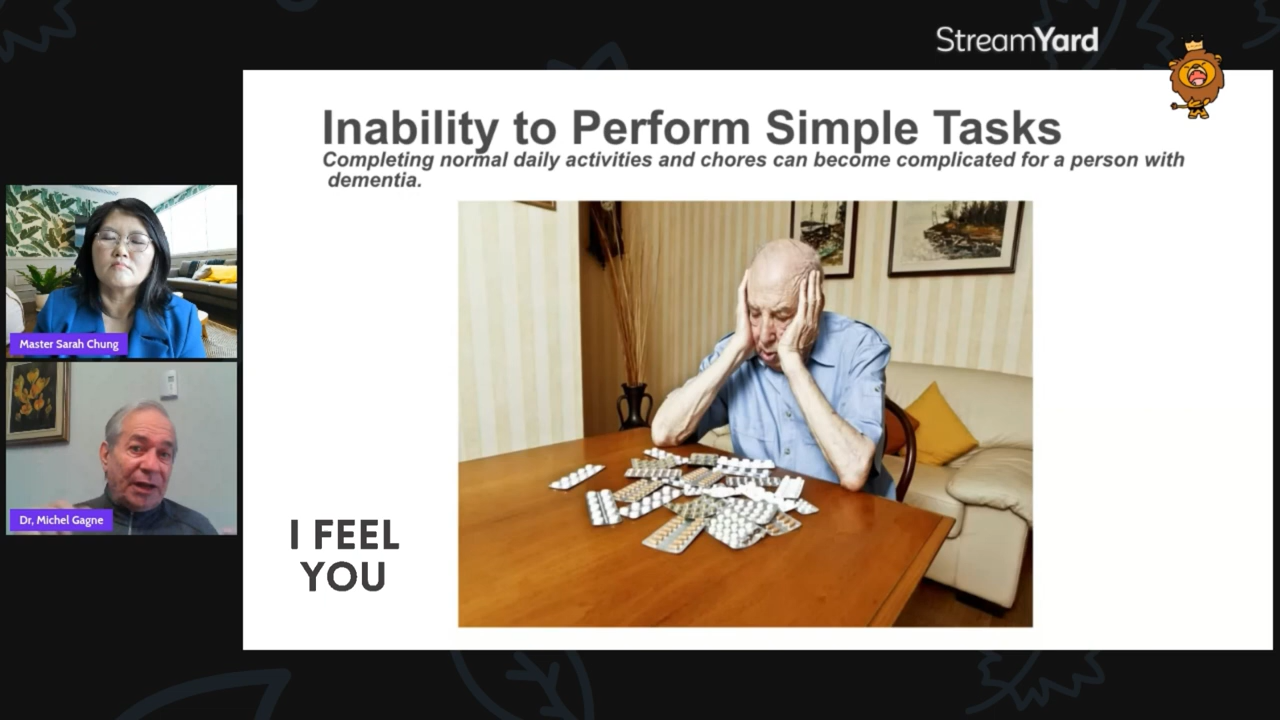 StreamYard
Inability to Perform Simple Tasks
Completing normal daily activities and chores can become complicated for a person with
dementia.
Master Sarah Chung
Dr, Michel Gagne
I FEEL
YOU